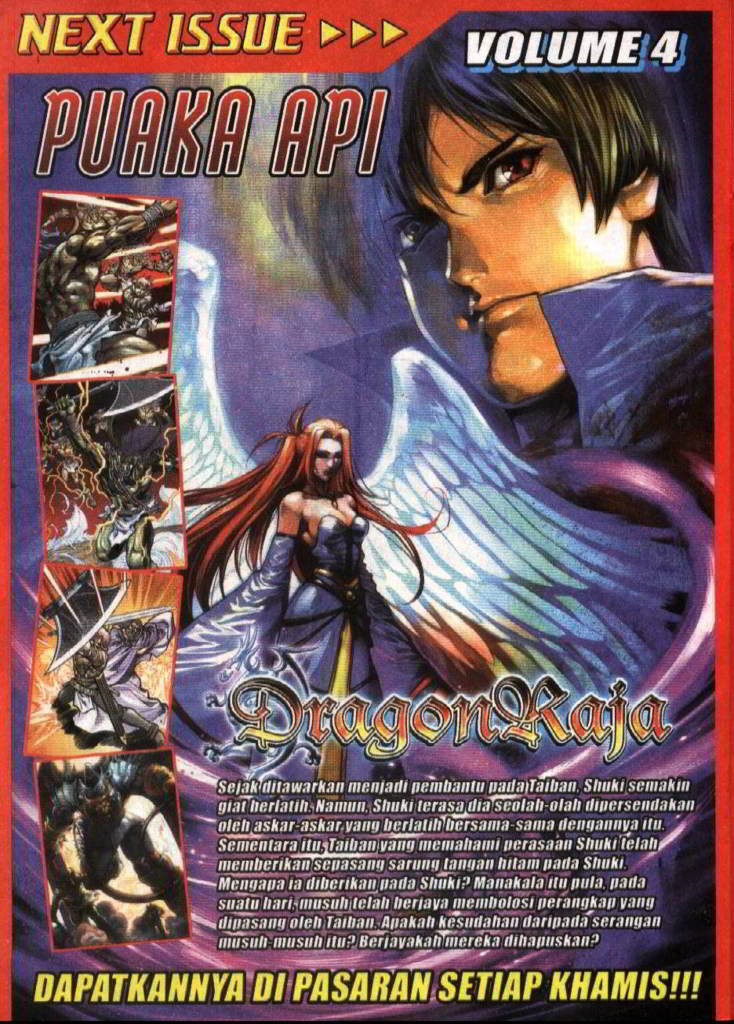 NEXT ISSUE
VOLUME 4
PUAKA API
DragonRaja
Sejak ditawarkan menjadi pembantu pada Taiban, Shuki semakin
giat berlatih. Namun, Shuki terasa dia seolah-olah dipersendakan
oleh askar-askar yang berlatih bersama-sama dengannya itu.
Sementara itu, Taiban yang memahami perasaan Shuki telah
memberikan sepasang sarung tangan hitam pada Shuki.
Mengapa ia diberikan pada Shuki? Manakala itu pula, pada
suatu hari, musuh telah berjaya membolosi perangkap yang
dipasang oleh Taiban. Apakah kesudahan daripada serangan
musuh-musuh itu? Berjayakah mereka dihapuskan?
DAPATKANNYA DI PASARAN SETIAP KHAMIS!!!